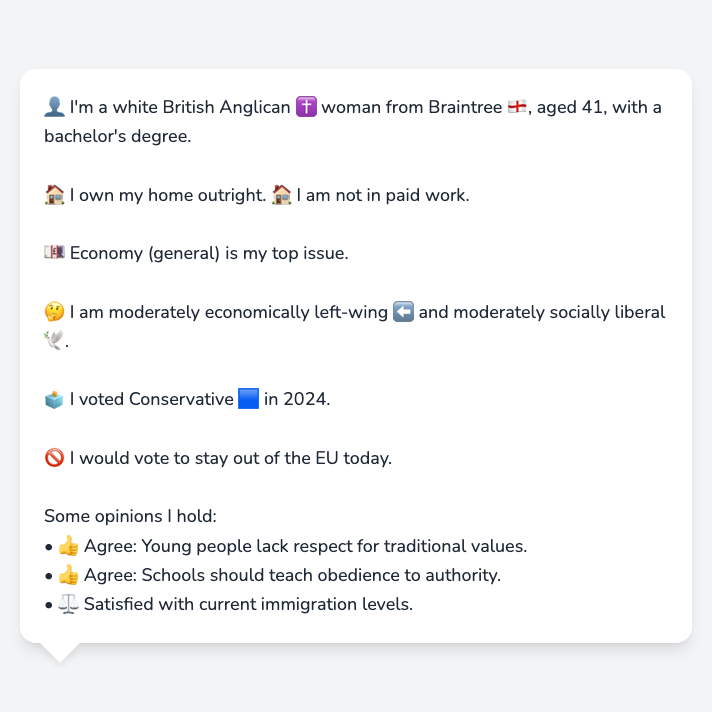 👤 I'm a white British Anglican ✝️ woman from Braintree 🏴󠁧󠁢󠁥󠁮󠁧󠁿, aged 41, with a
bachelor's degree.
🏠 I own my home outright. 🏠 I am not in paid work.
💷 Economy (general) is my top issue.
🤔 I am moderately economically left-wing ⬅️ and moderately socially liberal
🕊️.
🗳️ I voted Conservative 🟦 in 2024.
🚫 I would vote to stay out of the EU today.
Some opinions I hold:
• 👍 Agree: Young people lack respect for traditional values.
• 👍 Agree: Schools should teach obedience to authority.
• ⚖️ Satisfied with current immigration levels.